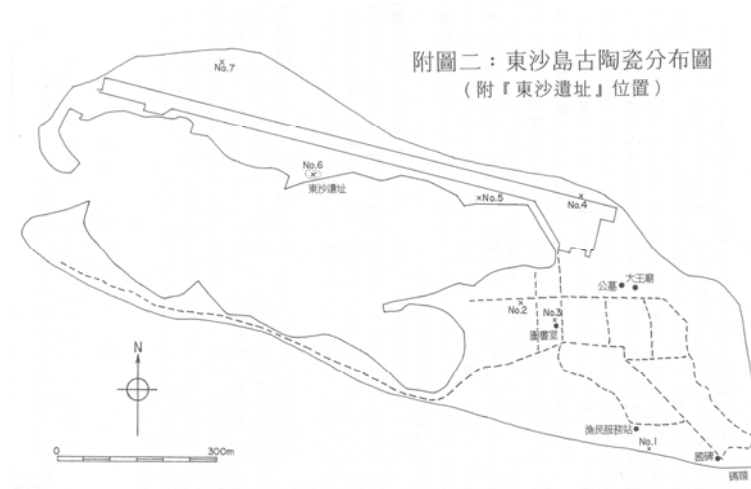 附圖二：東沙島古陶瓷分布圖
（附『東沙遺址』位置）
No.7
No.6
東沙遺址
No.5
No.4
公墓
大王廟
No.2
No.3
圖書室
N
0
300m
漁民服務站
No.1
國碑
碼頭